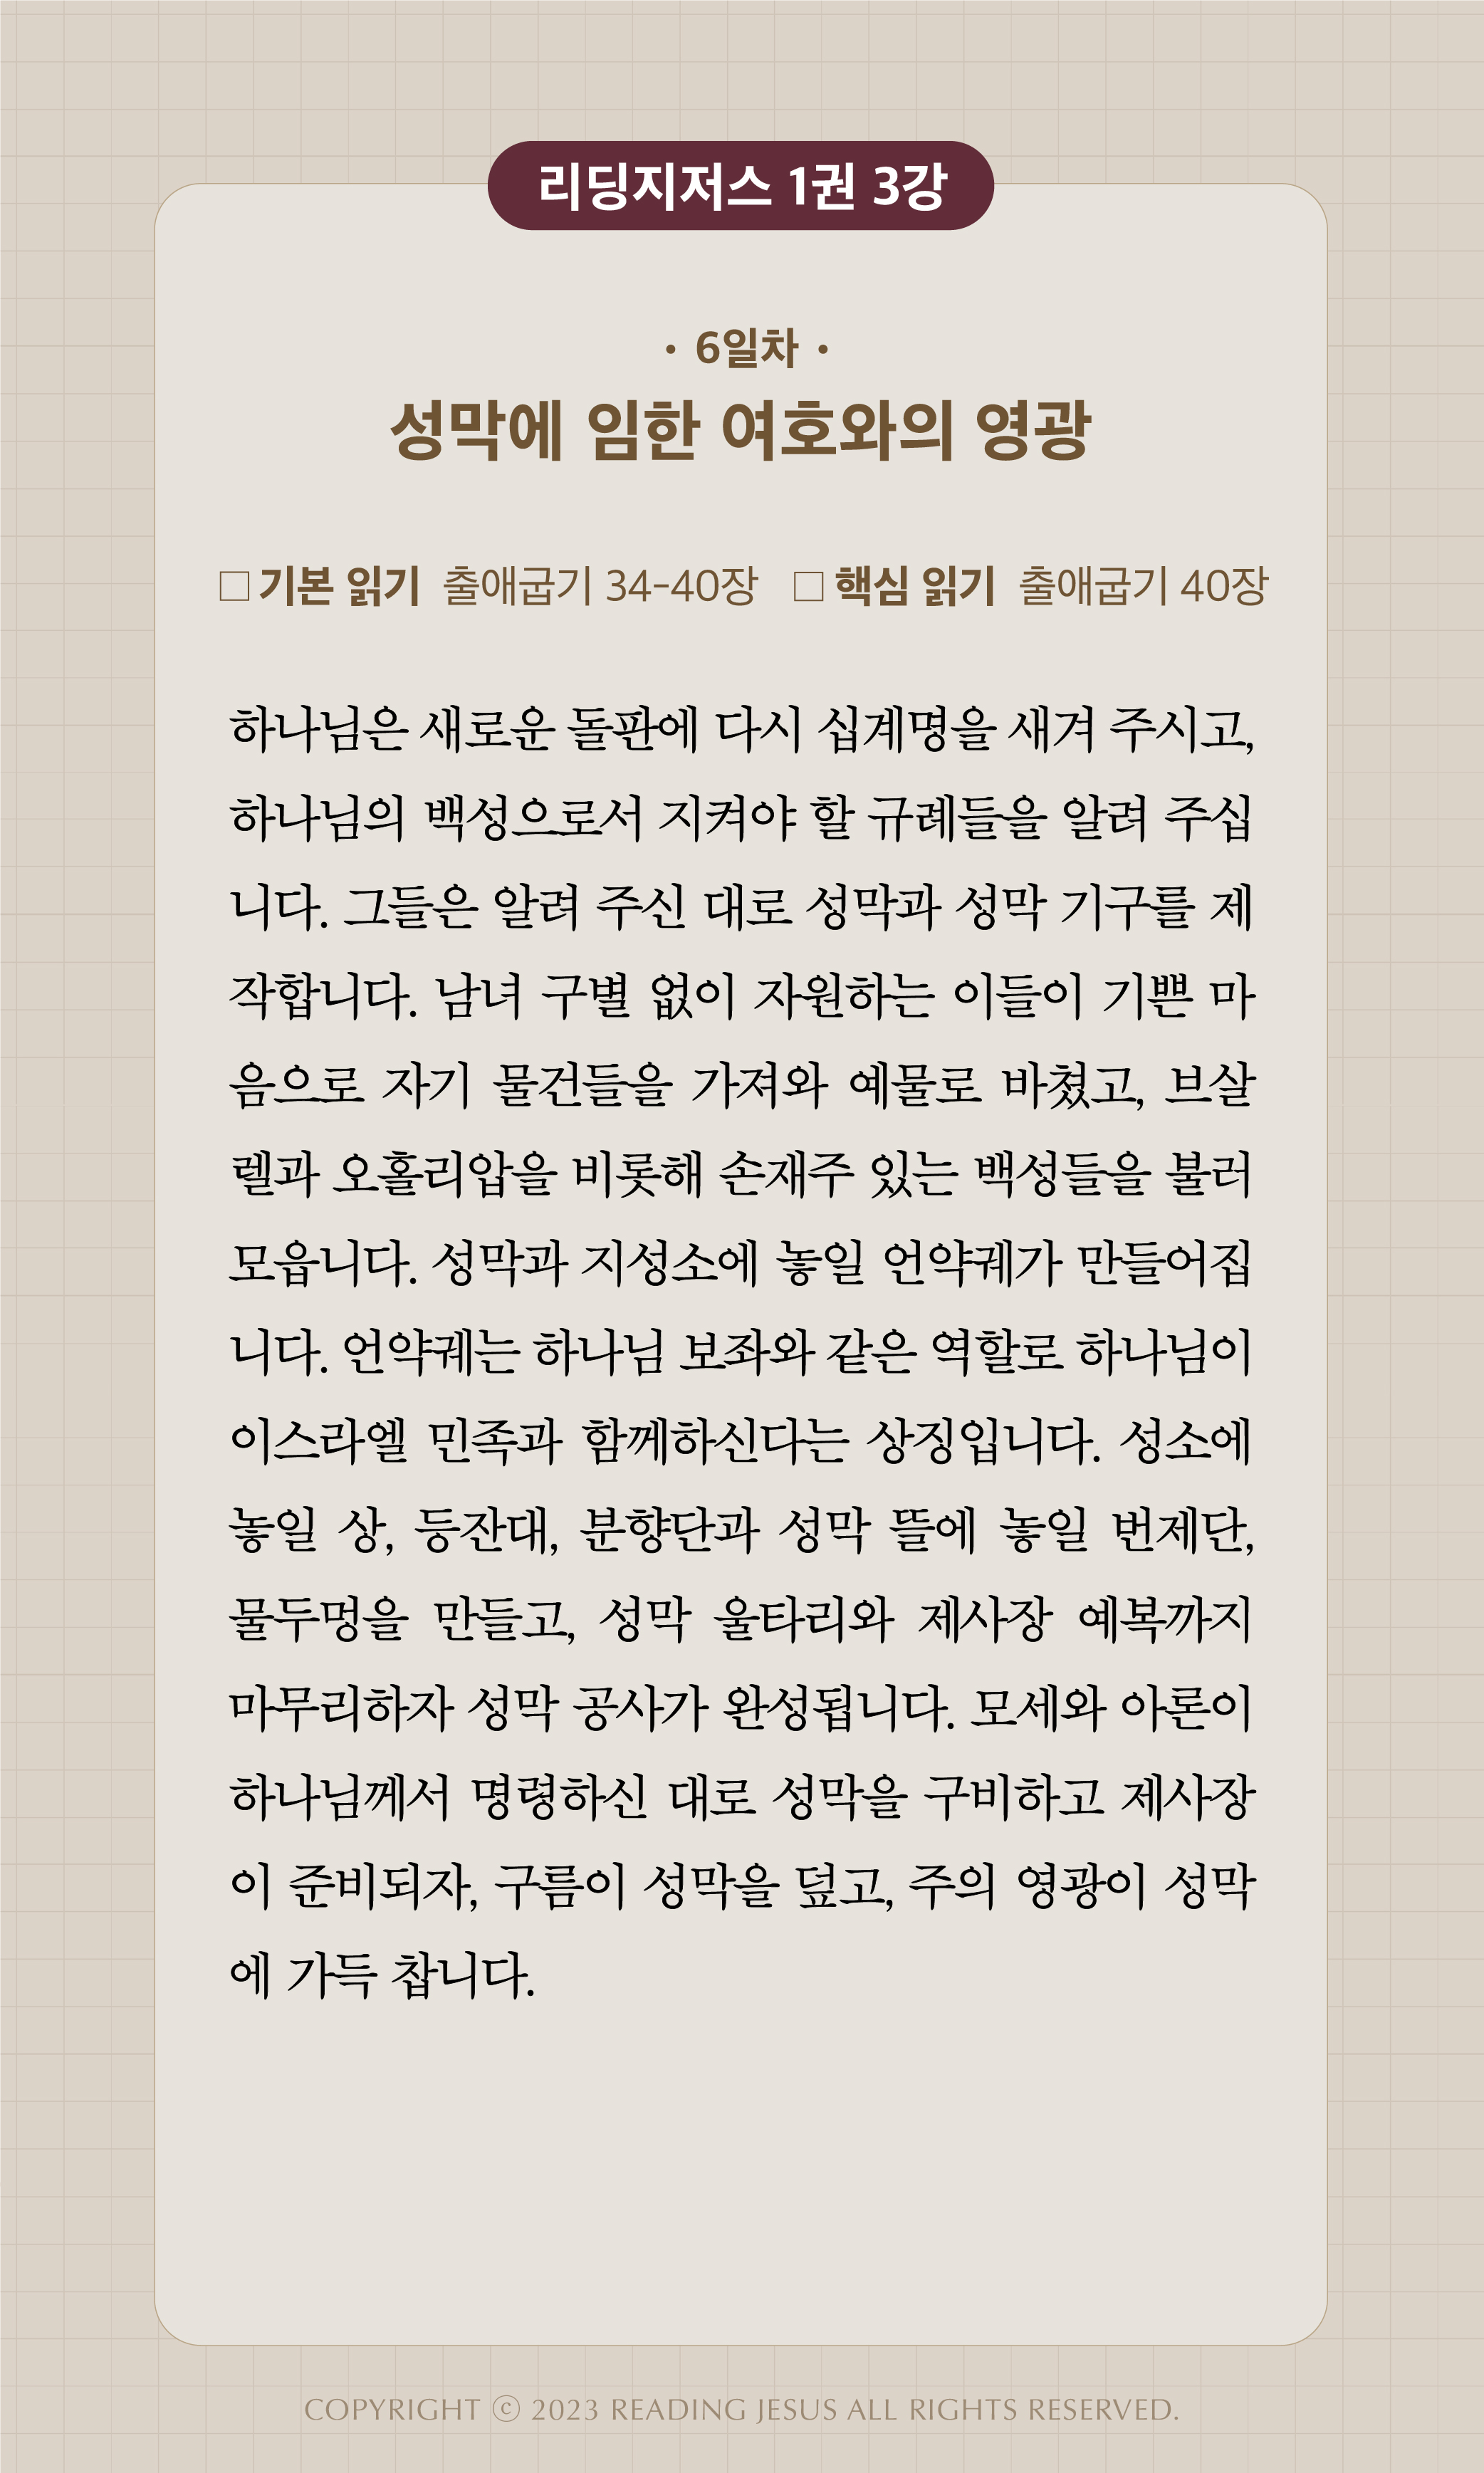 리딩지저스 1권 3강
· 6일차 ·
성막에 임한 여호와의 영광
□ 기본 읽기 출애굽기 34-40장 □ 핵심 읽기 출애굽기 40장
하나님은 새로운 돌판에 다시 십계명을 새겨 주시고,
하나님의 백성으로서 지켜야 할 규례들을 알려 주십
니다. 그들은 알려 주신 대로 성막과 성막 기구를 제
작합니다. 남녀 구별 없이 자원하는 이들이 기쁜 마
음으로 자기 물건들을 가져와 예물로 바쳤고, 브살
렐과 오홀리압을 비롯해 손재주 있는 백성들을 불러
모읍니다. 성막과 지성소에 놓일 언약궤가 만들어집
니다. 언약궤는 하나님 보좌와 같은 역할로 하나님이
이스라엘 민족과 함께하신다는 상징입니다. 성소에
놓일 상, 등잔대, 분향단과 성막 뜰에 놓일 번제단,
물두멍을 만들고, 성막 울타리와 제사장 예복까지
마무리하자 성막 공사가 완성됩니다. 모세와 아론이
하나님께서 명령하신 대로 성막을 구비하고 제사장
이 준비되자, 구름이 성막을 덮고, 주의 영광이 성막
에 가득 찹니다.
COPYRIGHT ⓒ 2023 READING JESUS ALL RIGHTS RESERVED.